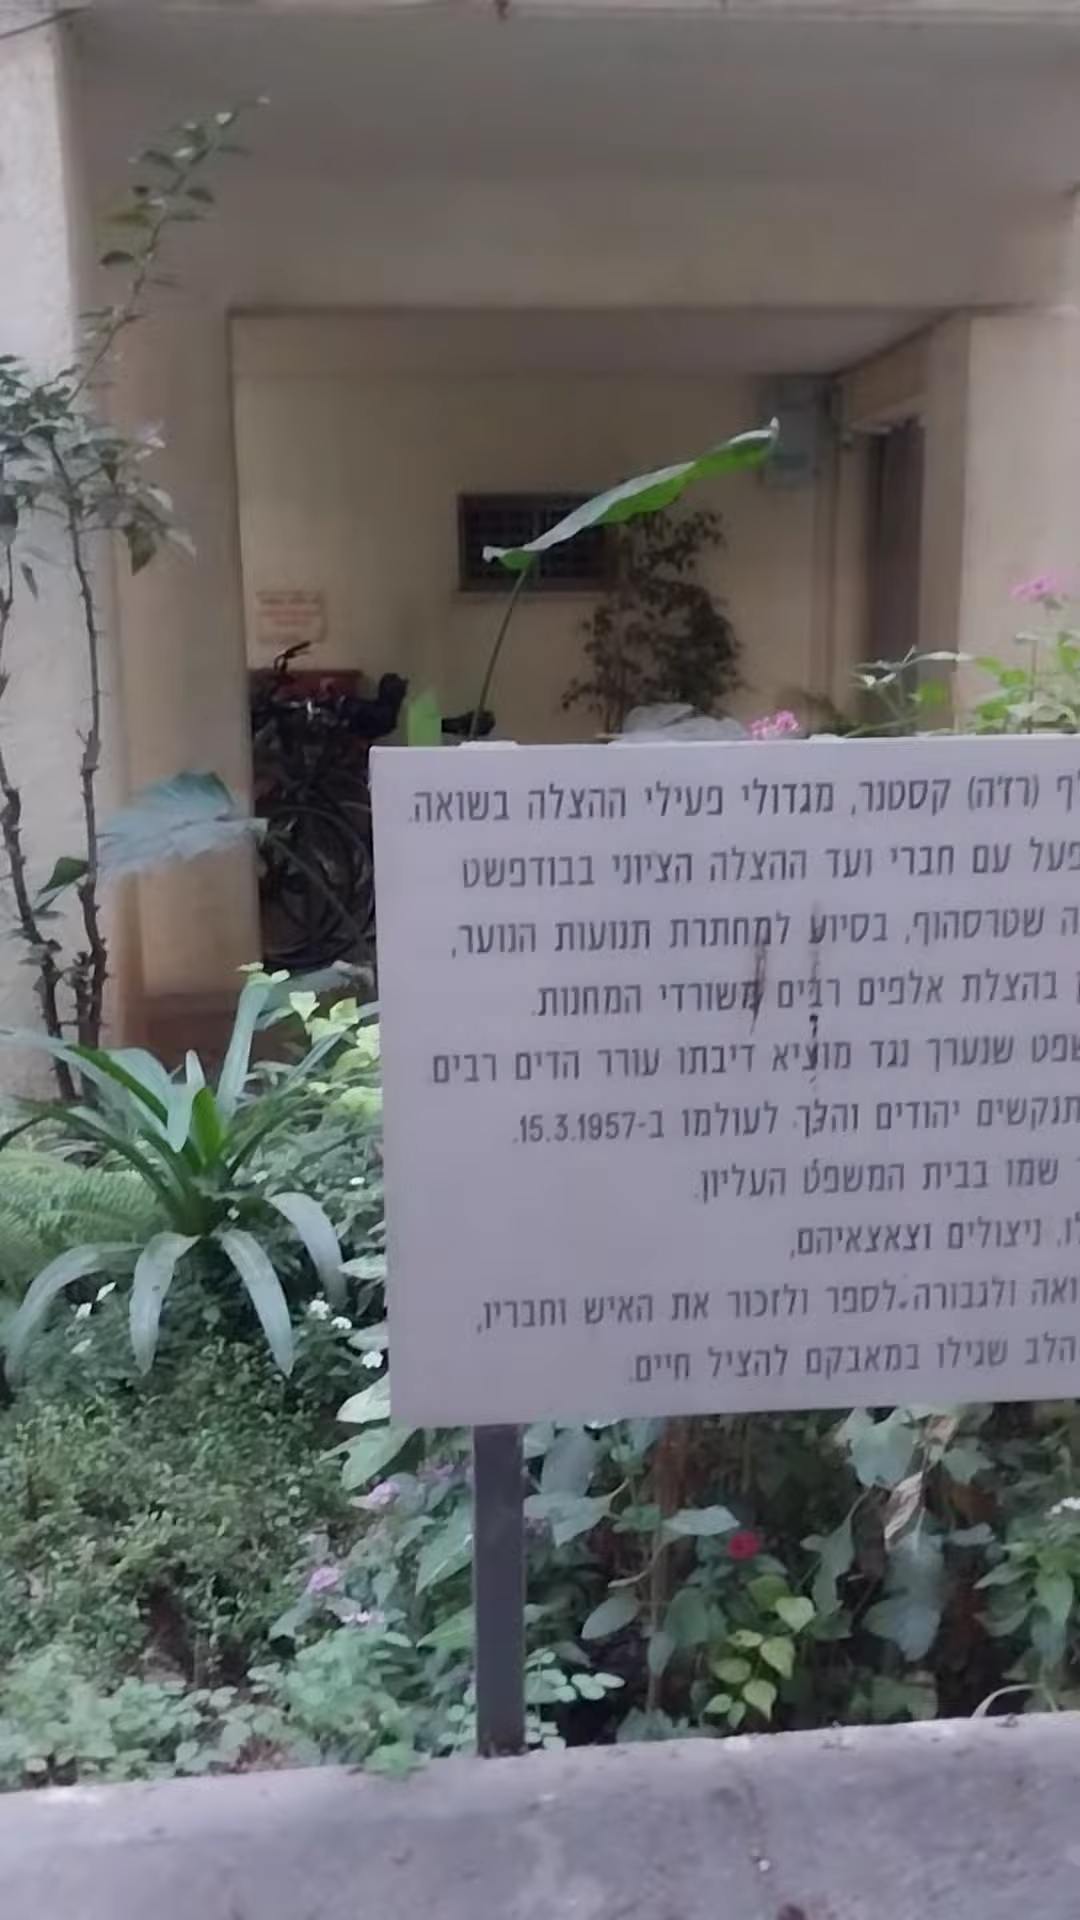 (רז'ה) קסטנר, מגדולי פעילי ההצלה בשואה.
פעל עם חברי ועד ההצלה הציוני בבודפשט
שטרסהוף, בסיוע למחתרת תנועות הנוער,
בהצלת אלפים רבים משורדי המחנות.
שנערך נגד מוציא דיבתו עורר הדים רבים
יהודים והלך לעולמו ב-15.3.1957.
שמו בבית המשפט העליון.
ניצולים וצאצאיהם,
ולגבורה.לספר ולזכור את האיש וחבריו,
הלב שגילו במאבקם להציל חיים.